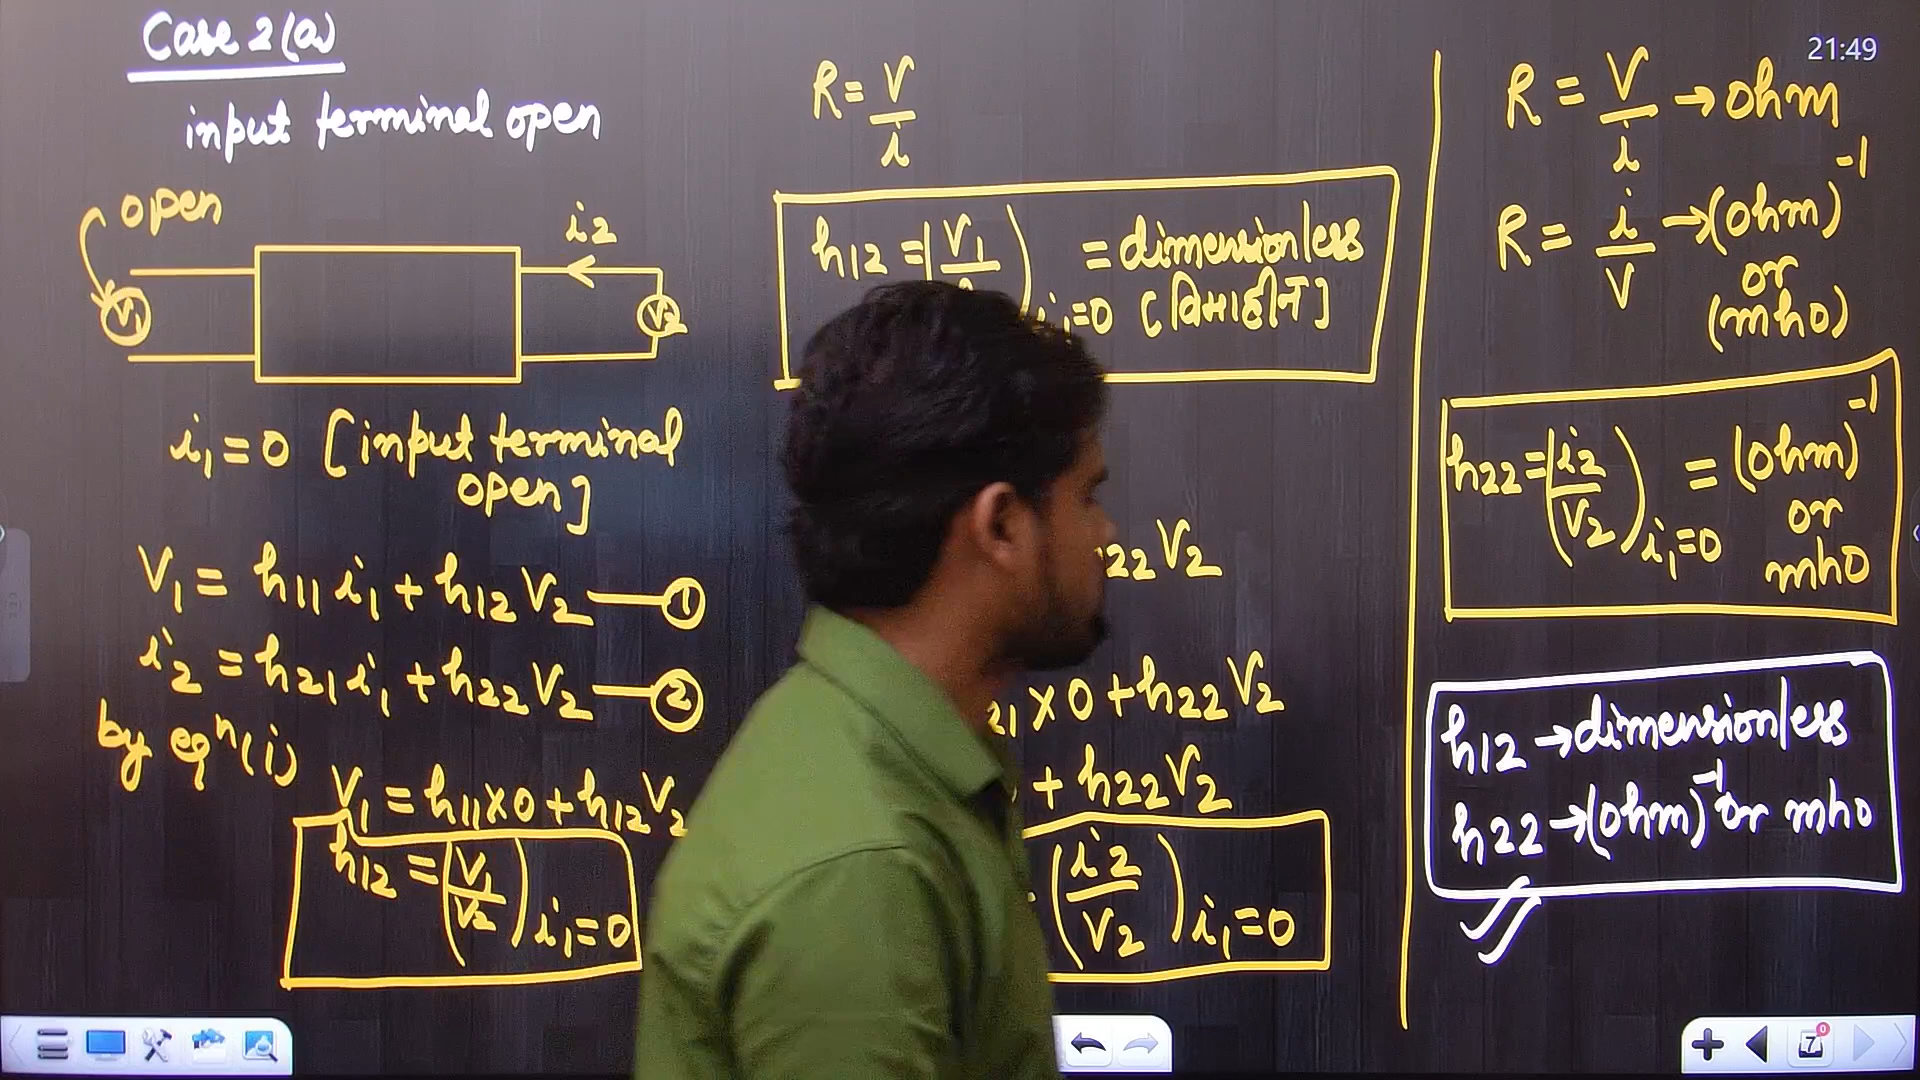 Case 2(a)
input terminal open
open
i2
V1
V2
i1 = 0 [input terminal
open]
V1 = h11 i1 + h12 V2 — 1
i2 = h21 i1 + h22 V2 — 2
by eqn(i)
V1 = h11 x 0 + h12 V2
h12 = (V1/V2) i1=0
R = V/i
h12 = (V1
= dimensionless
i1=0 [विमाहीन]
22 V2
21 x 0 + h22 V2
+ h22 V2
(i2/V2) i1=0
21:49
R = V/i → ohm
R = i/V → (ohm)-1
or
(mho)
h22 = (i2/V2) i1=0 = (ohm)-1
or
mho
h12 → dimensionless
h22 → (ohm)-1 or mho
7
0